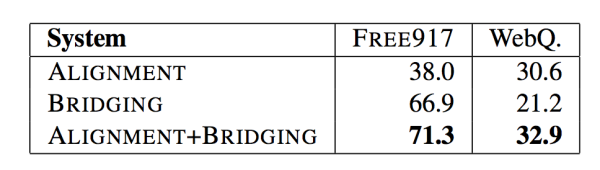 System FREE917 WebQ.
ALIGNMENT 38.0 30.6
BRIDGING 66.9 21.2
ALIGNMENT+BRIDGING 71.3 32.9